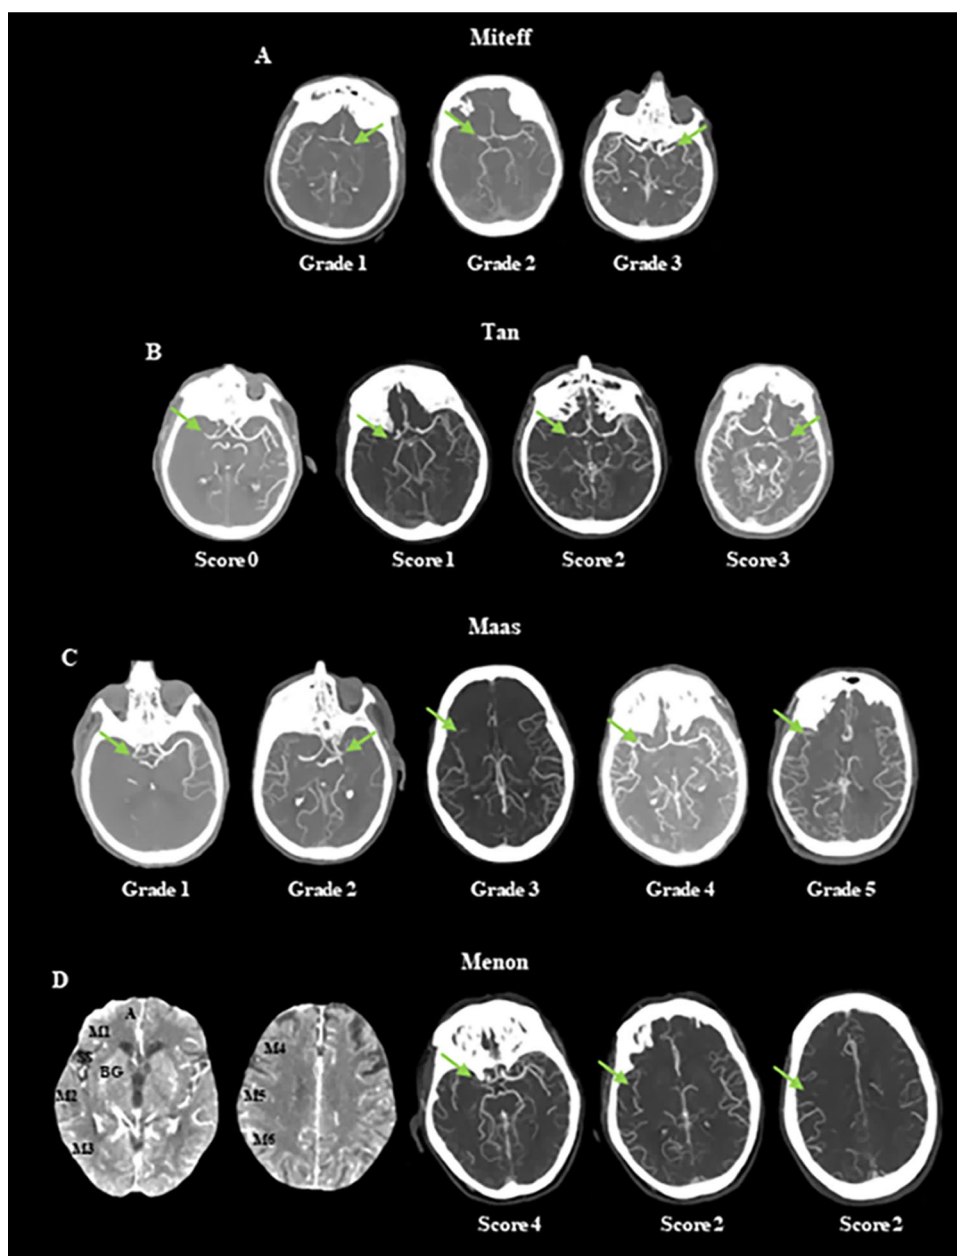 Miteff
A
Grade 1 Grade 2 Grade 3
Tan
B
Score 0 Score 1 Score 2 Score 3
Maas
C
Grade 1 Grade 2 Grade 3 Grade 4 Grade 5
Menon
D
A
M1
M4
BG
M2 M5
M3 M6
Score 4 Score 2 Score 2